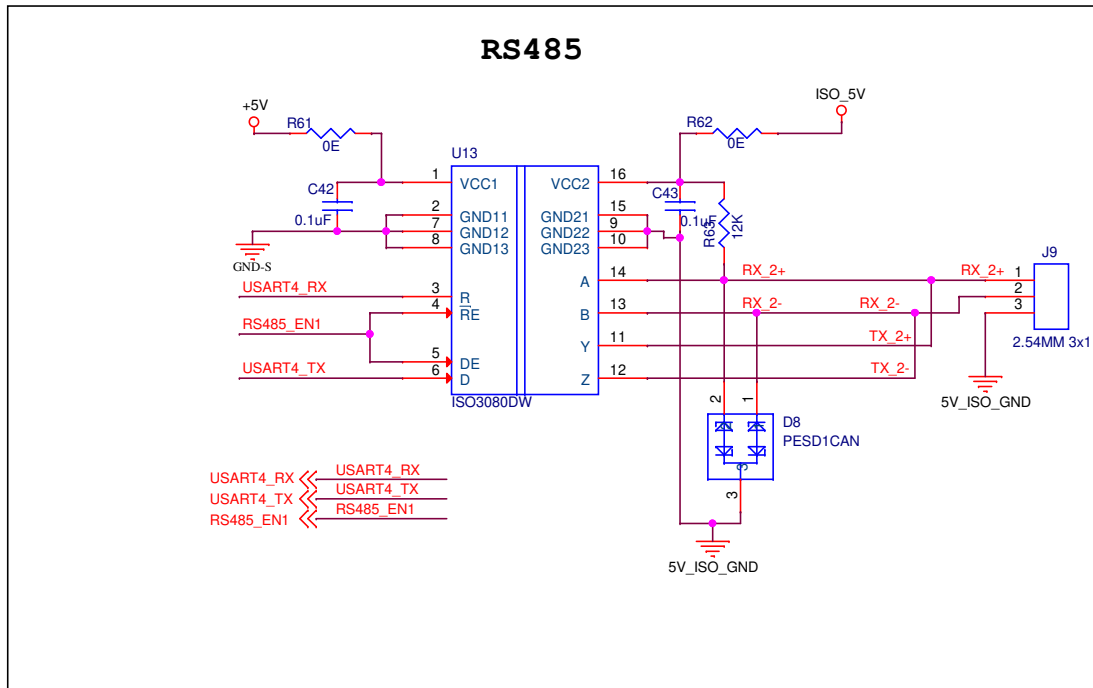 RS485
+5V
R61
0E
ISO_5V
R62
0E
U13
1
VCC1
VCC2
16
C42
0.1uF
C43
0.1uF
R63
12K
2
GND11
GND21
15
7
GND12
GND22
9
8
GND13
GND23
10
GND-S
A
14
RX_2+
RX_2+
J9
1
2
3
2.54MM 3x1
USART4_RX
3
R
4
RE
B
13
RX_2-
RX_2-
RS485_EN1
Y
11
TX_2+
5
DE
USART4_TX
6
D
Z
12
TX_2-
ISO3080DW
5V_ISO_GND
2
1
D8
PESD1CAN
G
3
USART4_RX
USART4_RX
USART4_TX
USART4_TX
RS485_EN1
RS485_EN1
5V_ISO_GND